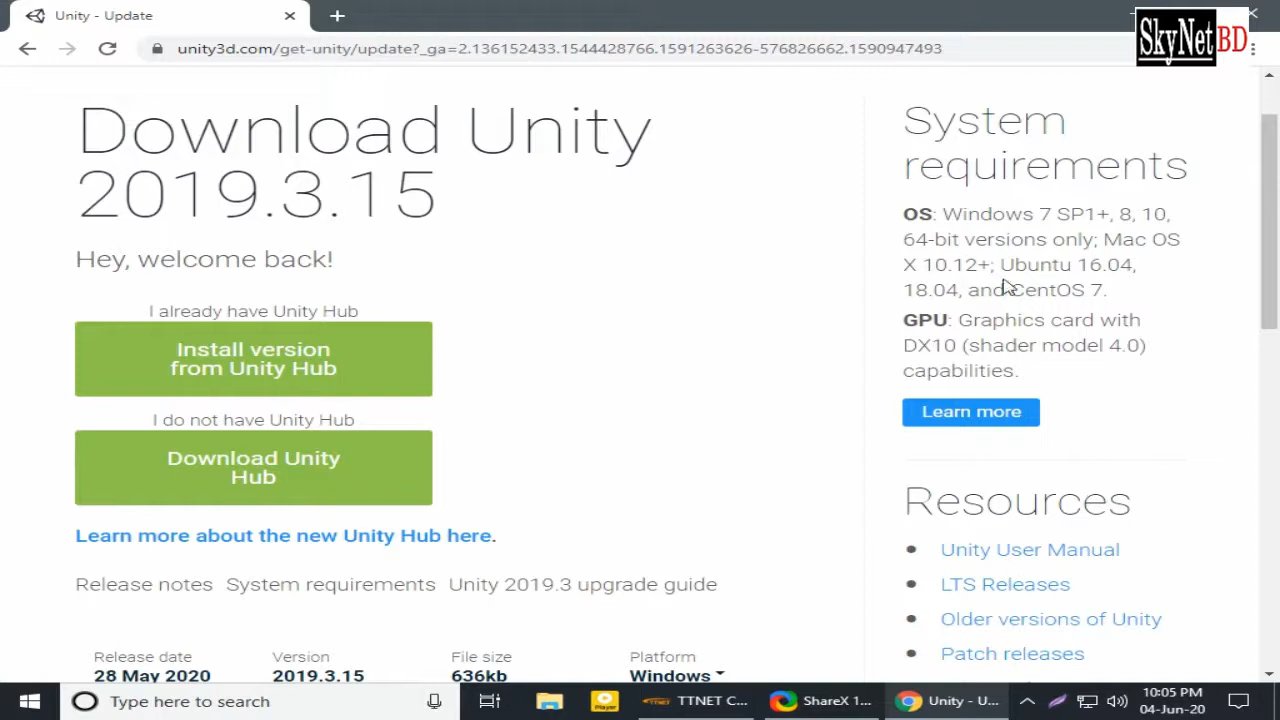 Unity - Update
unity3d.com/get-unity/update?_ga=2.136152433.1544428766.1591263626-576826662.1590947493
SkyNetBD
Download Unity
2019.3.15
Hey, welcome back!
I already have Unity Hub
Install version
from Unity Hub
I do not have Unity Hub
Download Unity
Hub
Learn more about the new Unity Hub here.
Release notes System requirements Unity 2019.3 upgrade guide
Release date Version File size Platform
28 May 2020 2019.3.15 636kb Windows
System
requirements
OS: Windows 7 SP1+, 8, 10,
64-bit versions only; Mac OS
X 10.12+; Ubuntu 16.04,
18.04, and CentOS 7.
GPU: Graphics card with
DX10 (shader model 4.0)
capabilities.
Learn more
Resources
Unity User Manual
LTS Releases
Older versions of Unity
Patch releases
Type here to search
Player
TTNET C...
ShareX 1...
Unity - U...
10:05 PM
04-Jun-20